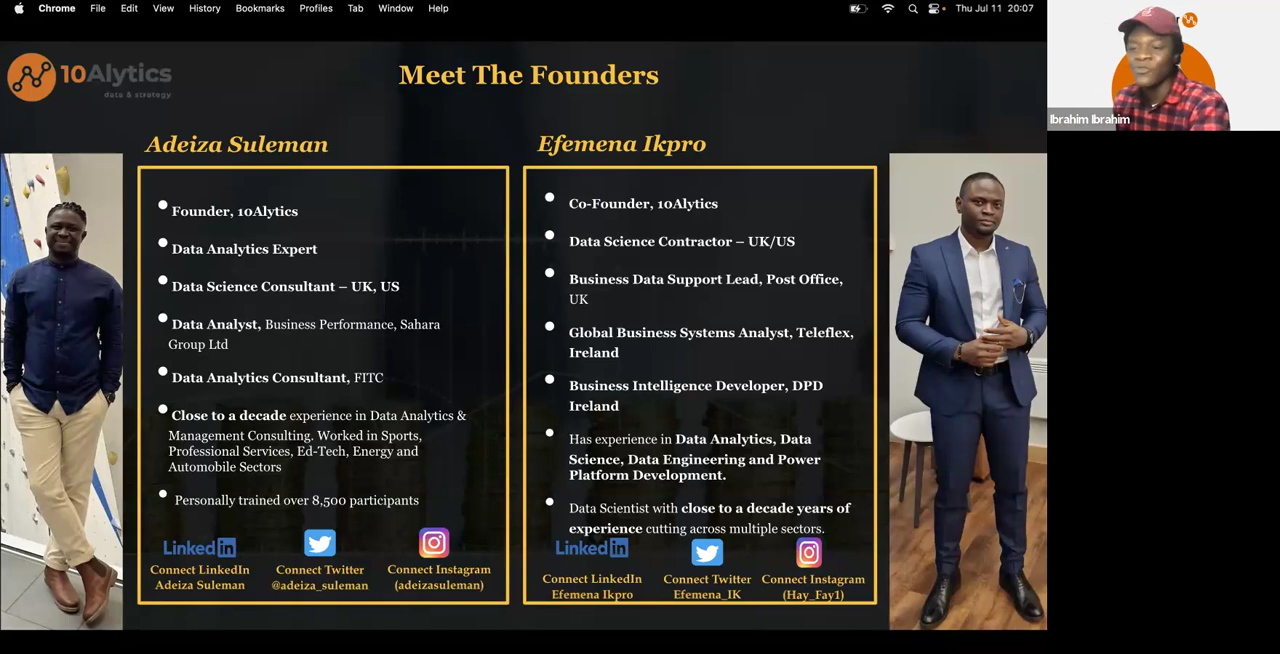 Chrome File Edit View History Bookmarks Profiles Tab Window Help
Thu Jul 11 20:07
10Alytics
data & strategy
Meet The Founders
Ibrahim Ibrahim
Adeiza Suleman
Founder, 10Alytics
Data Analytics Expert
Data Science Consultant – UK, US
Data Analyst, Business Performance, Sahara
Group Ltd
Data Analytics Consultant, FITC
Close to a decade experience in Data Analytics &
Management Consulting. Worked in Sports,
Professional Services, Ed-Tech, Energy and
Automobile Sectors
Personally trained over 8,500 participants
LinkedIn
Connect LinkedIn
Adeiza Suleman
Connect Twitter
@adeiza_suleman
Connect Instagram
(adeizasuleman)
Efemena Ikpro
Co-Founder, 10Alytics
Data Science Contractor – UK/US
Business Data Support Lead, Post Office,
UK
Global Business Systems Analyst, Teleflex,
Ireland
Business Intelligence Developer, DPD
Ireland
Has experience in Data Analytics, Data
Science, Data Engineering and Power
Platform Development.
Data Scientist with close to a decade years of
experience cutting across multiple sectors.
LinkedIn
Connect LinkedIn
Efemena Ikpro
Connect Twitter
Efemena_IK
Connect Instagram
(Hay_Fay1)